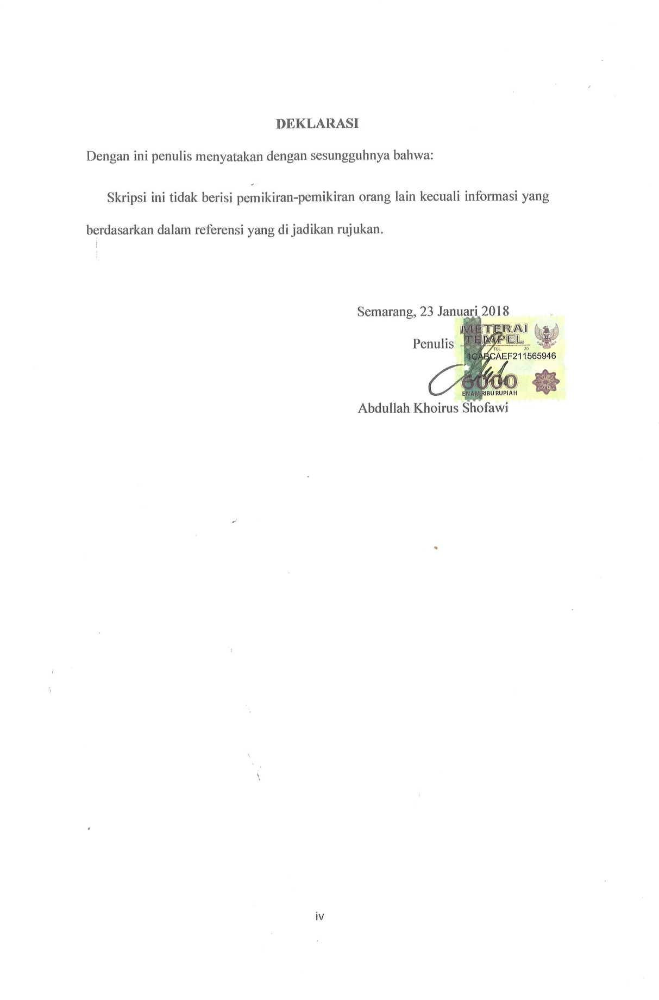 DEKLARASI
Dengan ini penulis menyatakan dengan sesungguhnya bahwa:
Skripsi ini tidak berisi pemikiran-pemikiran orang lain kecuali informasi yang
berdasarkan dalam referensi yang di jadikan rujukan.
Semarang, 23 Januari 2018
METERAI
Penulis
TEMPEL
TGL. 20
1CABCAEF211565946
6000
ENAM RIBU RUPIAH
Abdullah Khoirus Shofawi
iv